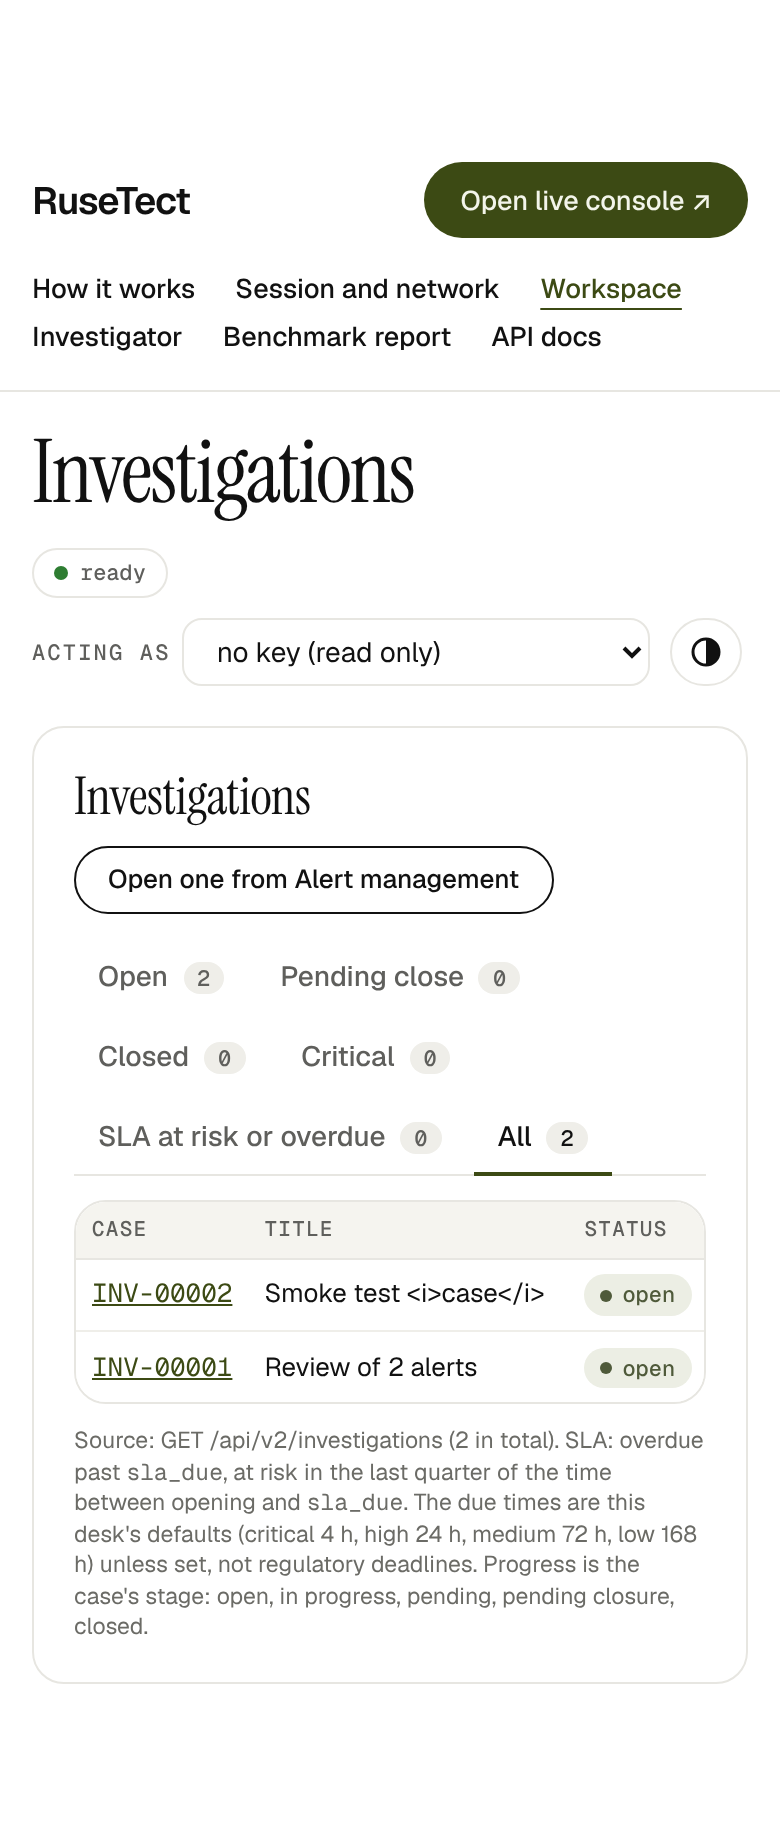 RuseTect
Open live console ↗
How it works Session and network Workspace
Investigator Benchmark report API docs
Investigations
ready
ACTING AS no key (read only)
Investigations
Open one from Alert management
Open 2 Pending close 0
Closed 0 Critical 0
SLA at risk or overdue 0 All 2
CASE TITLE STATUS
INV-00002 Smoke test <i>case</i> open
INV-00001 Review of 2 alerts open
Source: GET /api/v2/investigations (2 in total). SLA: overdue
past sla_due, at risk in the last quarter of the time
between opening and sla_due. The due times are this
desk's defaults (critical 4 h, high 24 h, medium 72 h, low 168
h) unless set, not regulatory deadlines. Progress is the
case's stage: open, in progress, pending, pending closure,
closed.